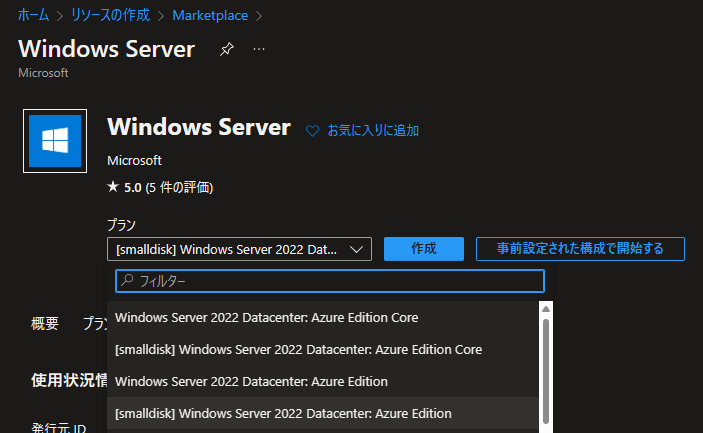 ホーム > リソースの作成 > Marketplace >
Windows Server
Microsoft
Windows Server
お気に入りに追加
Microsoft
★ 5.0 (5 件の評価)
プラン
[smalldisk] Windows Server 2022 Dat...
作成
事前設定された構成で開始する
フィルター
Windows Server 2022 Datacenter: Azure Edition Core
[smalldisk] Windows Server 2022 Datacenter: Azure Edition Core
Windows Server 2022 Datacenter: Azure Edition
[smalldisk] Windows Server 2022 Datacenter: Azure Edition
概要 プラン
使用状況情
発行元 ID